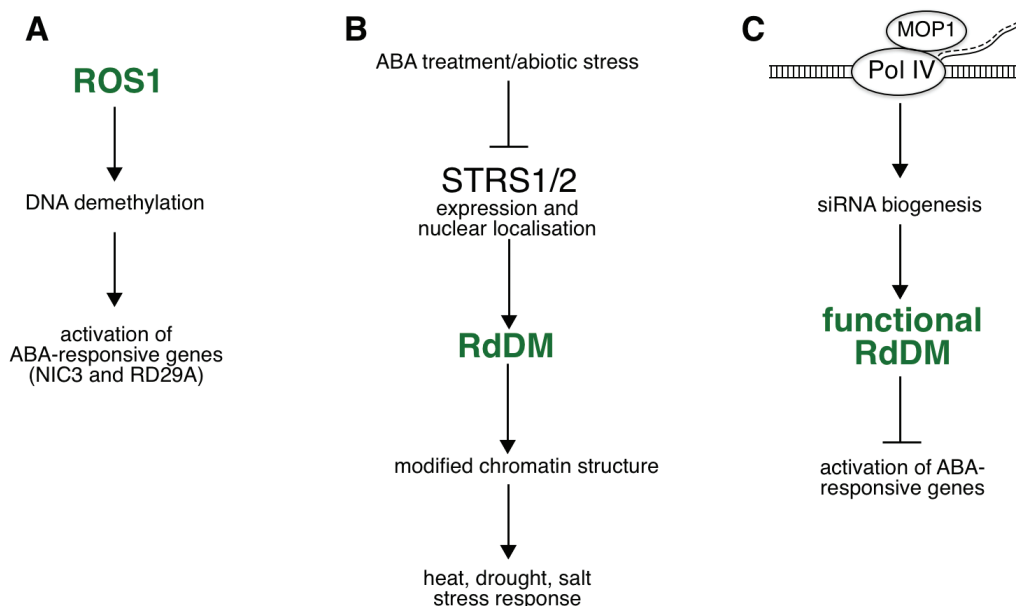 A
ROS1
DNA demethylation
activation of
ABA-responsive genes
(NIC3 and RD29A)
B
ABA treatment/abiotic stress
STRS1/2
expression and
nuclear localisation
RdDM
modified chromatin structure
heat, drought, salt
stress response
C
MOP1
Pol IV
siRNA biogenesis
functional
RdDM
activation of ABA-
responsive genes